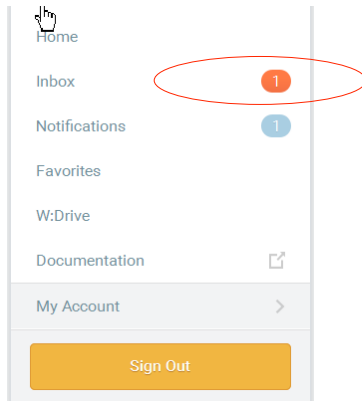 Home
Inbox 1
Notifications 1
Favorites
W:Drive
Documentation
My Account
Sign Out